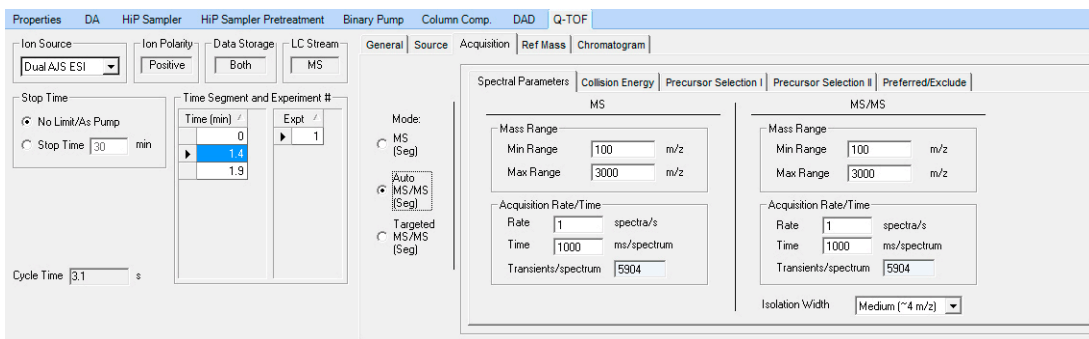 Properties DA HiP Sampler HiP Sampler Pretreatment Binary Pump Column Comp. DAD Q-TOF
Ion Source
Dual AJS ESI
Ion Polarity
Positive
Data Storage
Both
LC Stream
MS
Stop Time
No Limit/As Pump
Stop Time 30 min
Cycle Time 3.1 s
Time Segment and Experiment #
Time (min)
0
1.4
1.9
Expt
1
General Source Acquisition Ref Mass Chromatogram
Mode:
MS
(Seg)
Auto
MS/MS
(Seg)
Targeted
MS/MS
(Seg)
Spectral Parameters Collision Energy Precursor Selection I Precursor Selection II Preferred/Exclude
MS
Mass Range
Min Range 100 m/z
Max Range 3000 m/z
Acquisition Rate/Time
Rate 1 spectra/s
Time 1000 ms/spectrum
Transients/spectrum 5904
MS/MS
Mass Range
Min Range 100 m/z
Max Range 3000 m/z
Acquisition Rate/Time
Rate 1 spectra/s
Time 1000 ms/spectrum
Transients/spectrum 5904
Isolation Width Medium (~4 m/z)